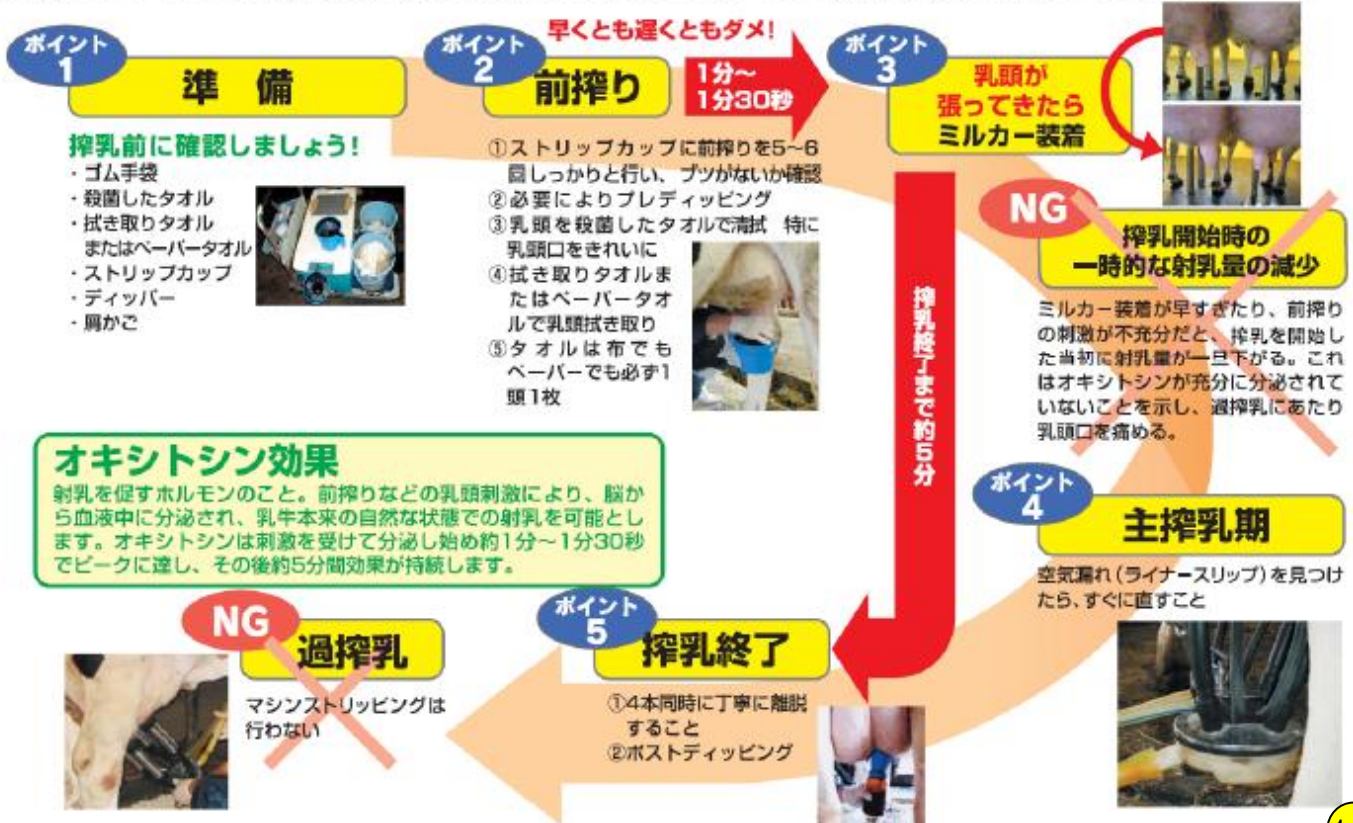 ポイント
1
準 備
搾乳前に確認しましょう!
・ゴム手袋
・殺菌したタオル
・拭き取りタオル
またはペーパータオル
・ストリップカップ
・ディッパー
・肩かご
ポイント
2
前搾り
早くとも遅くともダメ!
1分～
1分30秒
①ストリップカップに前搾りを5～6
回しっかりと行い、ブツがないか確認
②必要によりプレディッピング
③乳頭を殺菌したタオルで清拭 特に
乳頭口をきれいに
④拭き取りタオルま
たはペーパータオ
ルで乳頭拭き取り
⑤タオルは布でも
ペーパーでも必ず1
頭1枚
ポイント
3
乳頭が
張ってきたら
ミルカー装着
NG
搾乳開始時の
一時的な射乳量の減少
ミルカー装着が早すぎたり、前搾り
の刺激が不充分だと、搾乳を開始し
た当初に射乳量が一旦下がる。これ
はオキシトシンが充分に分泌されて
いないことを示し、過搾乳にあたり
乳頭口を痛める。
搾乳終了まで約5分
オキシトシン効果
射乳を促すホルモンのこと。前搾りなどの乳頭刺激により、脳か
ら血液中に分泌され、乳牛本来の自然な状態での射乳を可能とし
ます。オキシトシンは刺激を受けて分泌し始め約1分～1分30秒
でピークに達し、その後約5分間効果が持続します。
ポイント
4
主搾乳期
空気漏れ(ライナースリップ)を見つけ
たら、すぐに直すこと
ポイント
5
搾乳終了
①4本同時に丁寧に離脱
すること
②ポストディッピング
NG
過搾乳
マシンストリッピングは
行わない